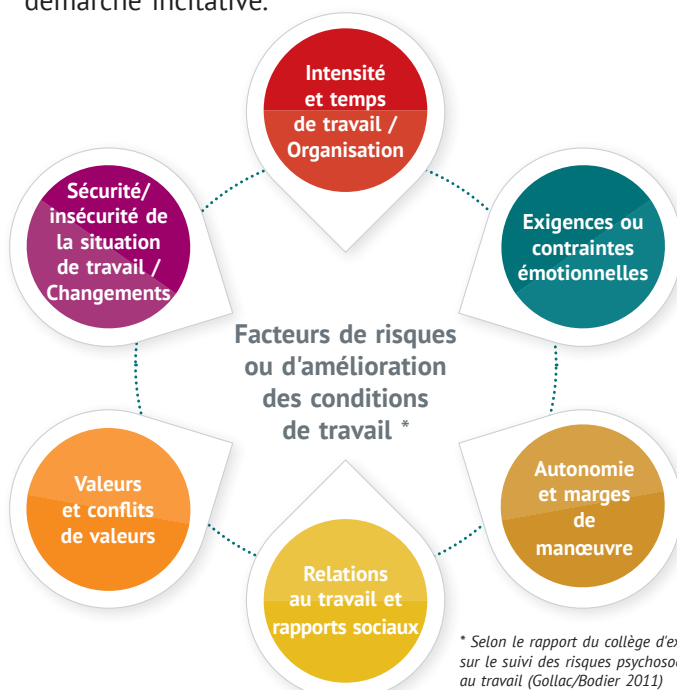 démarche incitative.
Intensité
et temps
de travail /
Organisation
Sécurité/
insécurité de
la situation
de travail /
Changements
Exigences ou
contraintes
émotionnelles
Facteurs de risques
ou d'amélioration
des conditions
de travail *
Valeurs
et conflits
de valeurs
Autonomie
et marges
de
manœuvre
Relations
au travail et
rapports sociaux
* Selon le rapport du collège
sur le suivi des risques
au travail (Gollac/Bodier 2011)